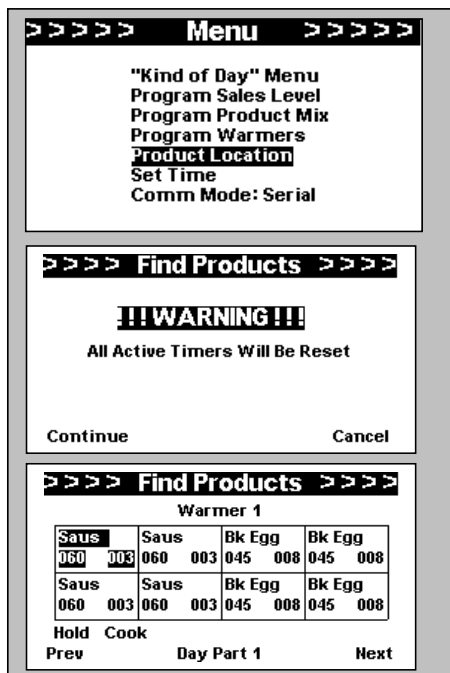 > > > > > Menu > > > > >
"Kind of Day" Menu
Program Sales Level
Program Product Mix
Program Warmers
Product Location
Set Time
Comm Mode: Serial
> > > > Find Products > > > >
!!! WARNING !!!
All Active Timers Will Be Reset
Continue Cancel
> > > > Find Products > > > >
Warmer 1
Saus Saus Bk Egg Bk Egg
060 003 060 003 045 008 045 008
Saus Saus Bk Egg Bk Egg
060 003 060 003 045 008 045 008
Hold Cook
Prev Day Part 1 Next